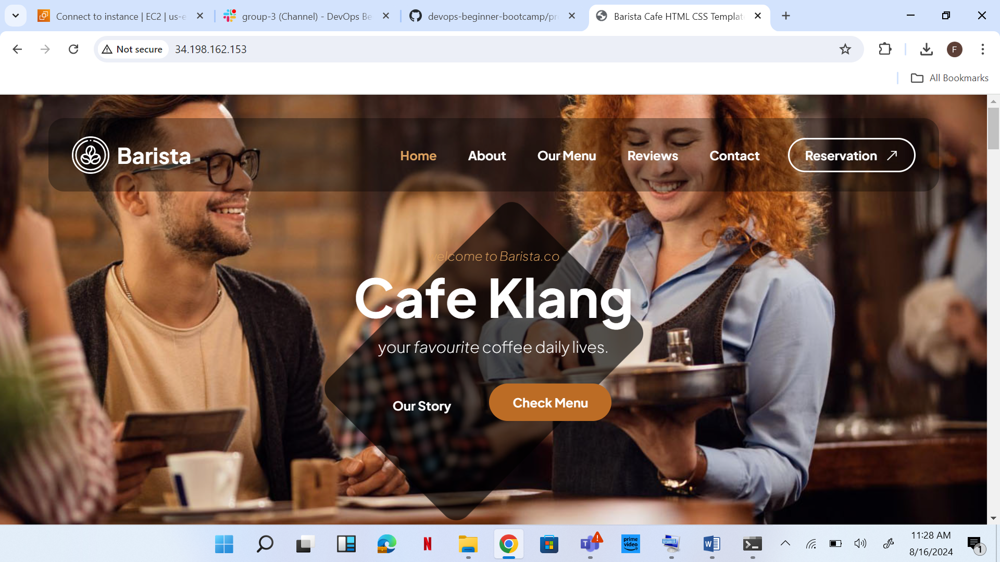 Connect to instance | EC2 | us-e
group-3 (Channel) - DevOps Be
devops-beginner-bootcamp/pr
Barista Cafe HTML CSS Templat
Not secure
34.198.162.153
F
All Bookmarks
Barista
Home
About
Our Menu
Reviews
Contact
Reservation
welcome to Barista.co
Cafe Klang
your favourite coffee daily lives.
Our Story
Check Menu
N
T
prime
video
W
11:28 AM
8/16/2024
1